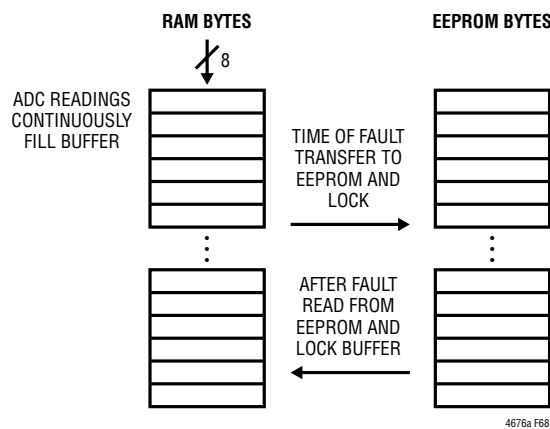 RAM BYTES
EEPROM BYTES
8
ADC READINGS
CONTINUOUSLY
FILL BUFFER
TIME OF FAULT
TRANSFER TO
EEPROM AND
LOCK
AFTER FAULT
READ FROM
EEPROM AND
LOCK BUFFER
4676a F68